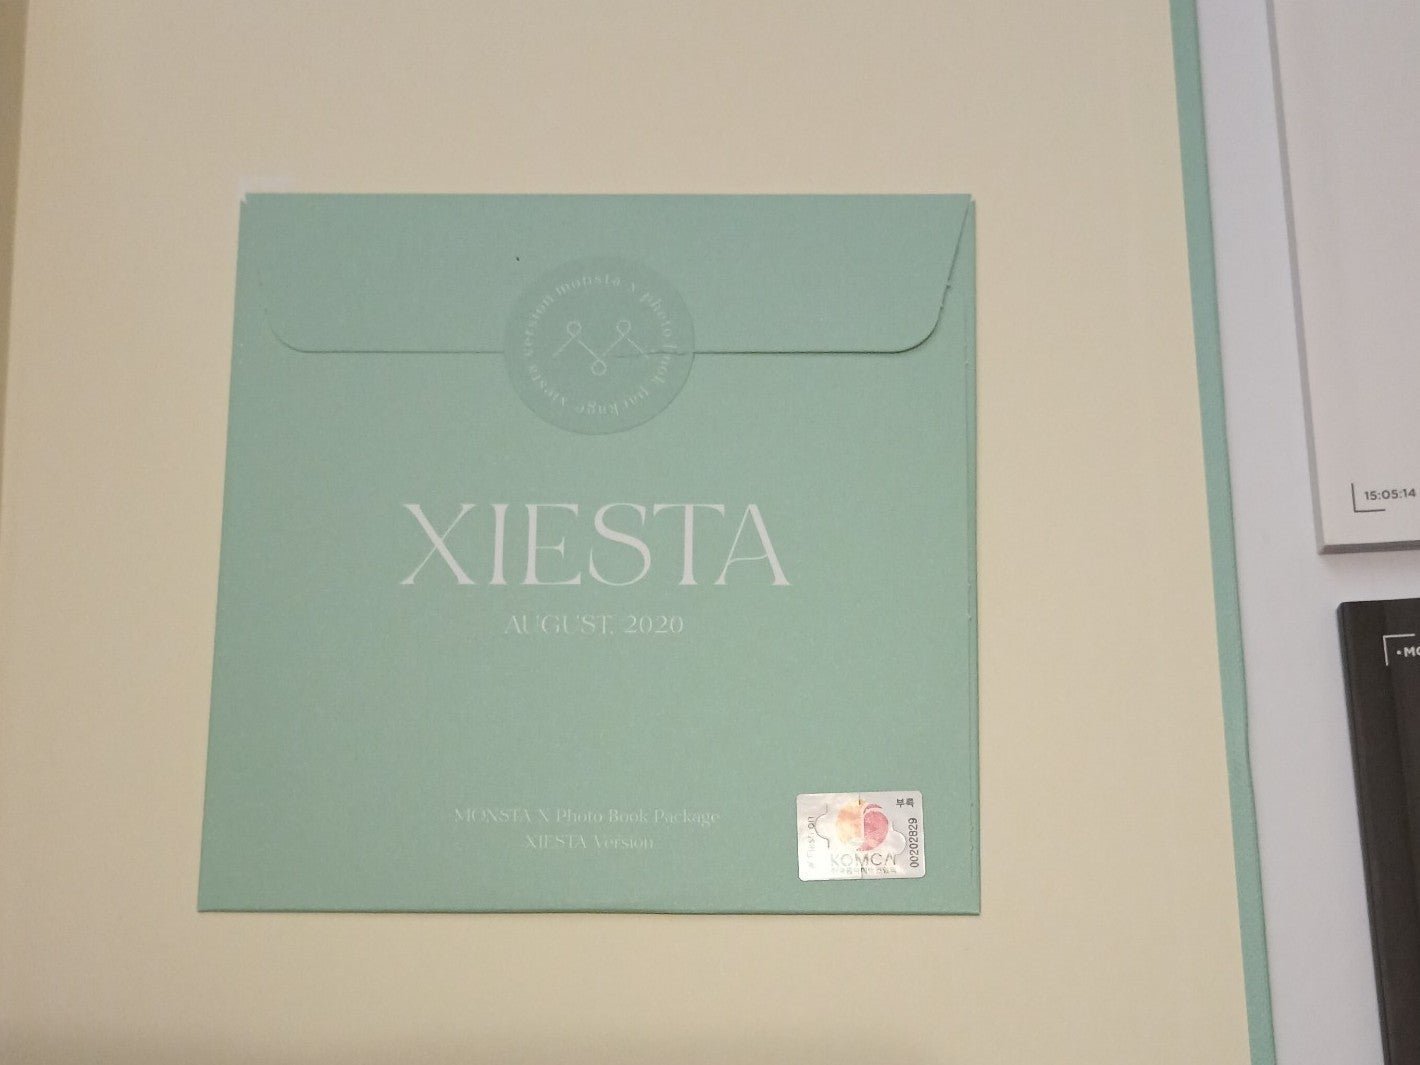 monsta x photo book package xiesta version
XIESTA
AUGUST, 2020
MONSTA X Photo Book Package
XIESTA Version
부록
00202829
KOMCA
15:05:14